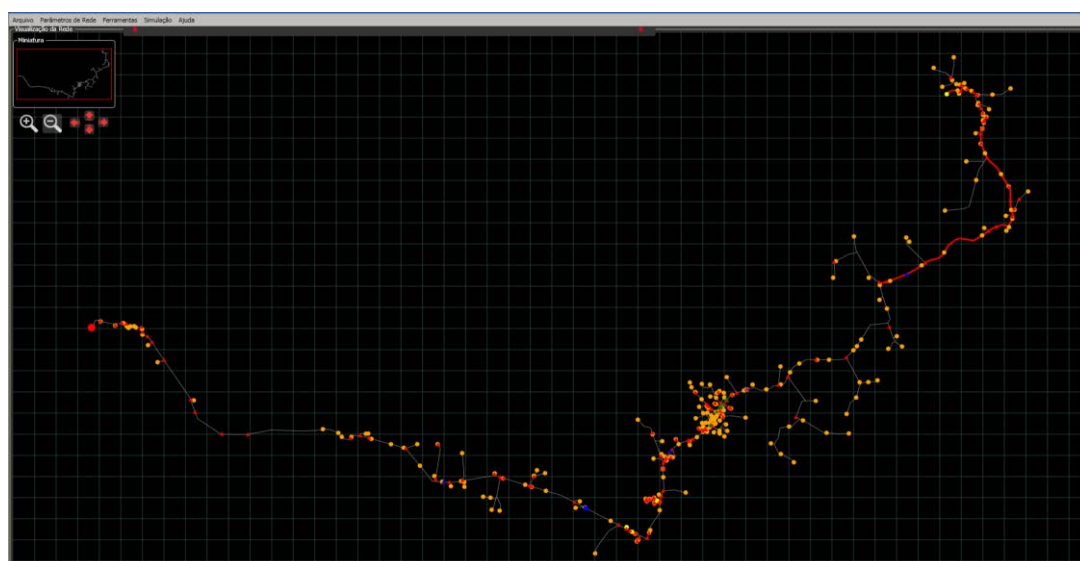 Arquivo Parâmetros de Rede Ferramentas Simulação Ajuda
Visualização da Rede
Miniatura